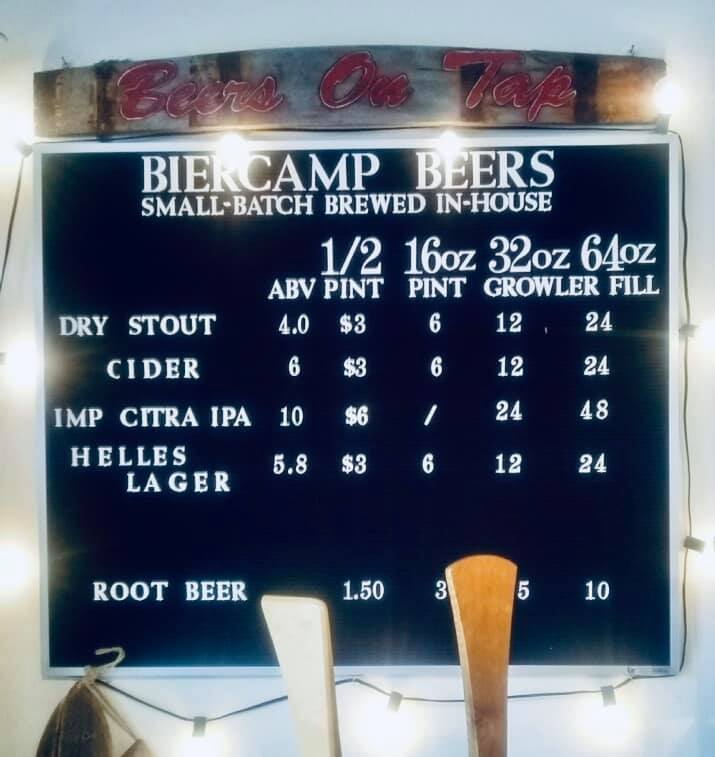 Beers On Tap
BIERCAMP BEERS
SMALL-BATCH BREWED IN-HOUSE
1/2 16oz 32oz 64oz
ABV PINT PINT GROWLER FILL
DRY STOUT 4.0 $3 6 12 24
CIDER 6 $3 6 12 24
IMP CITRA IPA 10 $6 / 24 48
HELLES
LAGER 5.8 $3 6 12 24
ROOT BEER 1.50 3 5 10